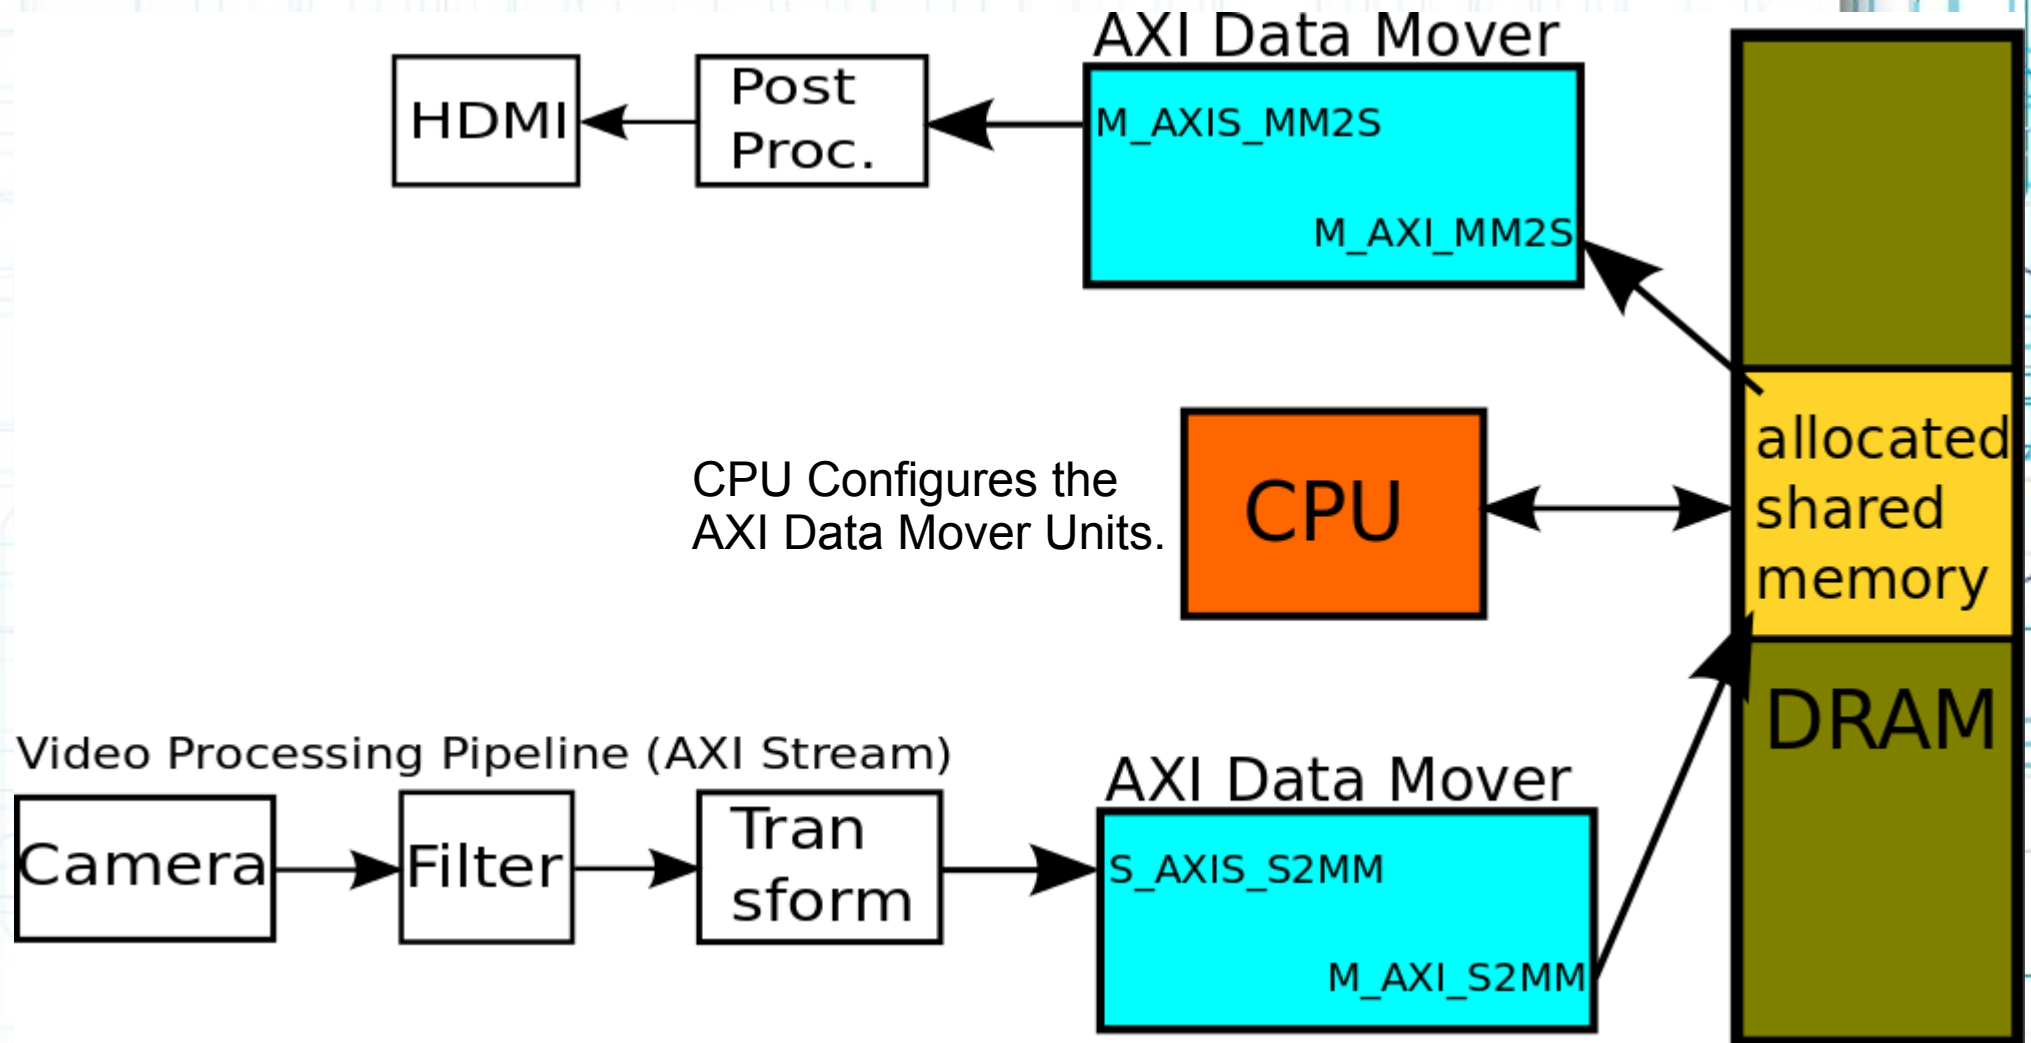 AXI Data Mover
HDMI
Post
Proc.
M_AXIS_MM2S
M_AXI_MM2S
CPU Configures the
AXI Data Mover Units.
CPU
allocated
shared
memory
DRAM
Video Processing Pipeline (AXI Stream)
Camera
Filter
Tran
sform
AXI Data Mover
S_AXIS_S2MM
M_AXI_S2MM